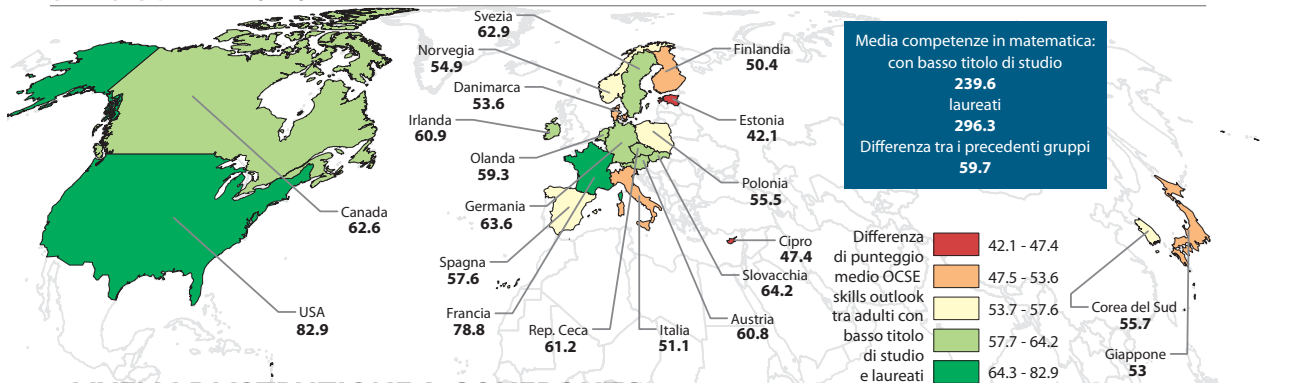 Svezia
62.9
Norvegia
54.9
Danimarca
53.6
Irlanda
60.9
Olanda
59.3
Germania
63.6
Spagna
57.6
Francia
78.8
Rep. Ceca
61.2
Italia
51.1
Austria
60.8
Slovacchia
64.2
Cipro
47.4
Polonia
55.5
Estonia
42.1
Finlandia
50.4
Canada
62.6
USA
82.9
Media competenze in matematica:
con basso titolo di studio
239.6
laureati
296.3
Differenza tra i precedenti gruppi
59.7
Differenza
di punteggio
medio OCSE
skills outlook
tra adulti con
basso titolo
di studio
e laureati
42.1 - 47.4
47.5 - 53.6
53.7 - 57.6
57.7 - 64.2
64.3 - 82.9
Corea del Sud
55.7
Giappone
53